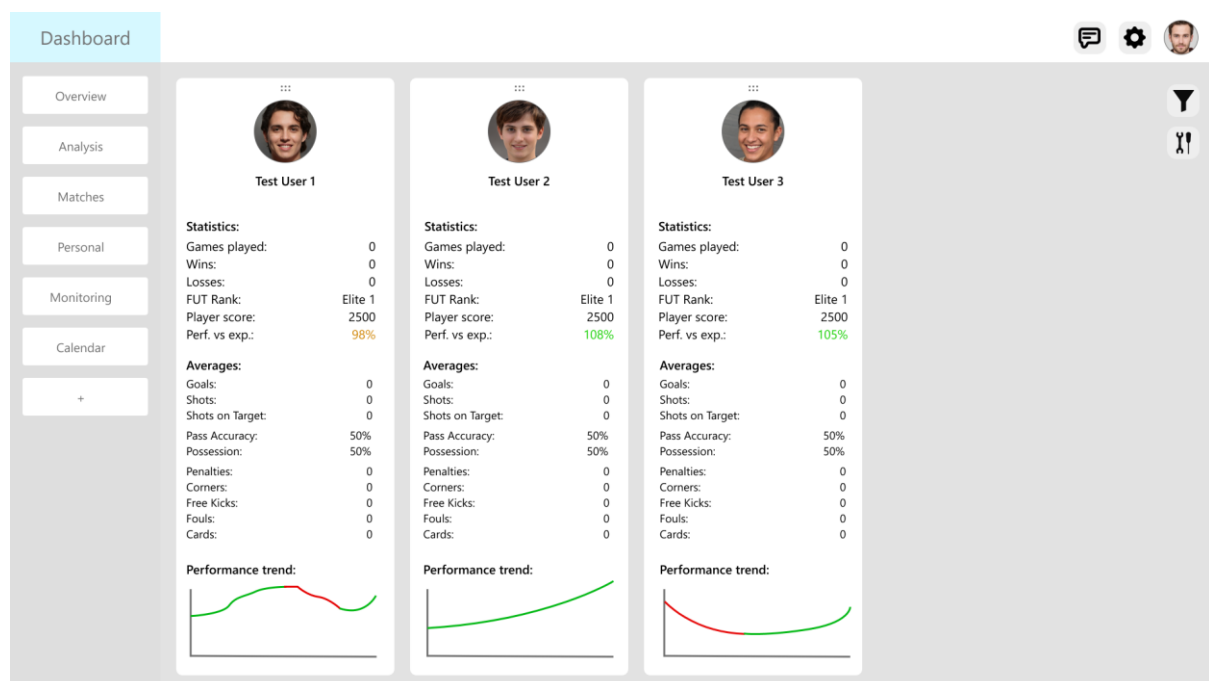 Dashboard
Overview
Analysis
Matches
Personal
Monitoring
Calendar
+
Test User 1
Statistics:
Games played: 0
Wins: 0
Losses: 0
FUT Rank: Elite 1
Player score: 2500
Perf. vs exp.: 98%
Averages:
Goals: 0
Shots: 0
Shots on Target: 0
Pass Accuracy: 50%
Possession: 50%
Penalties: 0
Corners: 0
Free Kicks: 0
Fouls: 0
Cards: 0
Performance trend:
Test User 2
Statistics:
Games played: 0
Wins: 0
Losses: 0
FUT Rank: Elite 1
Player score: 2500
Perf. vs exp.: 108%
Averages:
Goals: 0
Shots: 0
Shots on Target: 0
Pass Accuracy: 50%
Possession: 50%
Penalties: 0
Corners: 0
Free Kicks: 0
Fouls: 0
Cards: 0
Performance trend:
Test User 3
Statistics:
Games played: 0
Wins: 0
Losses: 0
FUT Rank: Elite 1
Player score: 2500
Perf. vs exp.: 105%
Averages:
Goals: 0
Shots: 0
Shots on Target: 0
Pass Accuracy: 50%
Possession: 50%
Penalties: 0
Corners: 0
Free Kicks: 0
Fouls: 0
Cards: 0
Performance trend: